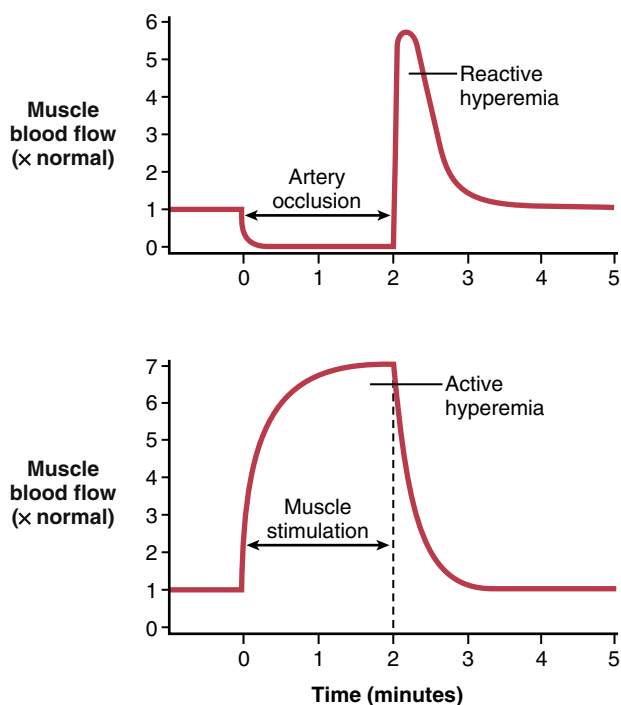 6
5
4
3
2
1
0
Muscle
blood flow
(× normal)
Reactive
hyperemia
Artery
occlusion
0 1 2 3 4 5
7
6
5
4
3
2
1
0
Muscle
blood flow
(× normal)
Active
hyperemia
Muscle
stimulation
0 1 2 3 4 5
Time (minutes)